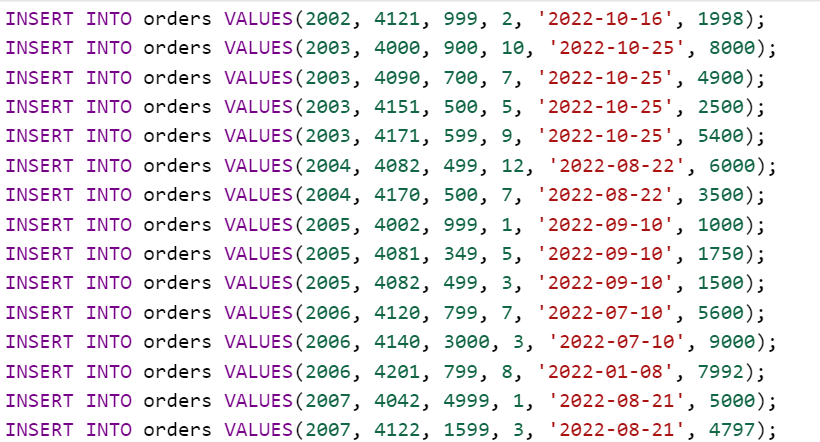 INSERT INTO orders VALUES(2002, 4121, 999, 2, '2022-10-16', 1998);
INSERT INTO orders VALUES(2003, 4000, 900, 10, '2022-10-25', 8000);
INSERT INTO orders VALUES(2003, 4090, 700, 7, '2022-10-25', 4900);
INSERT INTO orders VALUES(2003, 4151, 500, 5, '2022-10-25', 2500);
INSERT INTO orders VALUES(2003, 4171, 599, 9, '2022-10-25', 5400);
INSERT INTO orders VALUES(2004, 4082, 499, 12, '2022-08-22', 6000);
INSERT INTO orders VALUES(2004, 4170, 500, 7, '2022-08-22', 3500);
INSERT INTO orders VALUES(2005, 4002, 999, 1, '2022-09-10', 1000);
INSERT INTO orders VALUES(2005, 4081, 349, 5, '2022-09-10', 1750);
INSERT INTO orders VALUES(2005, 4082, 499, 3, '2022-09-10', 1500);
INSERT INTO orders VALUES(2006, 4120, 799, 7, '2022-07-10', 5600);
INSERT INTO orders VALUES(2006, 4140, 3000, 3, '2022-07-10', 9000);
INSERT INTO orders VALUES(2006, 4201, 799, 8, '2022-01-08', 7992);
INSERT INTO orders VALUES(2007, 4042, 4999, 1, '2022-08-21', 5000);
INSERT INTO orders VALUES(2007, 4122, 1599, 3, '2022-08-21', 4797);